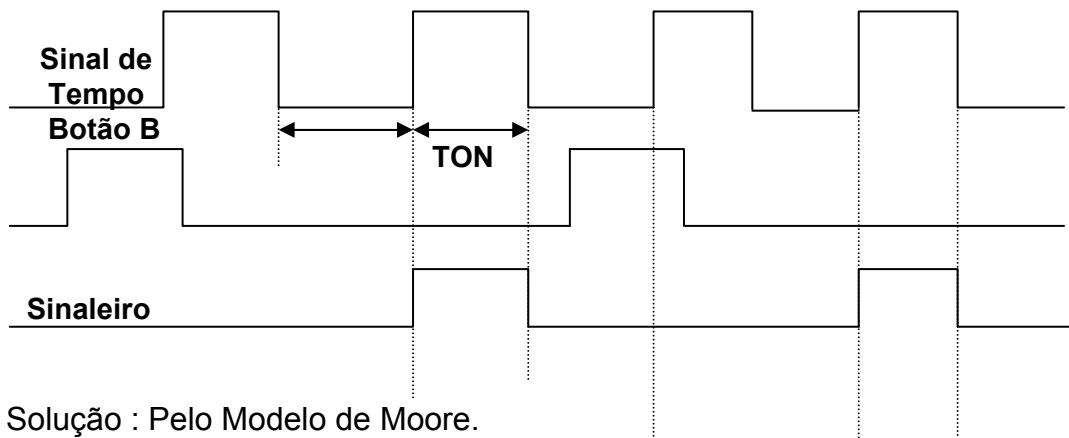 Sinal de
Tempo
Botão B
TON
Sinaleiro
Solução : Pelo Modelo de Moore.